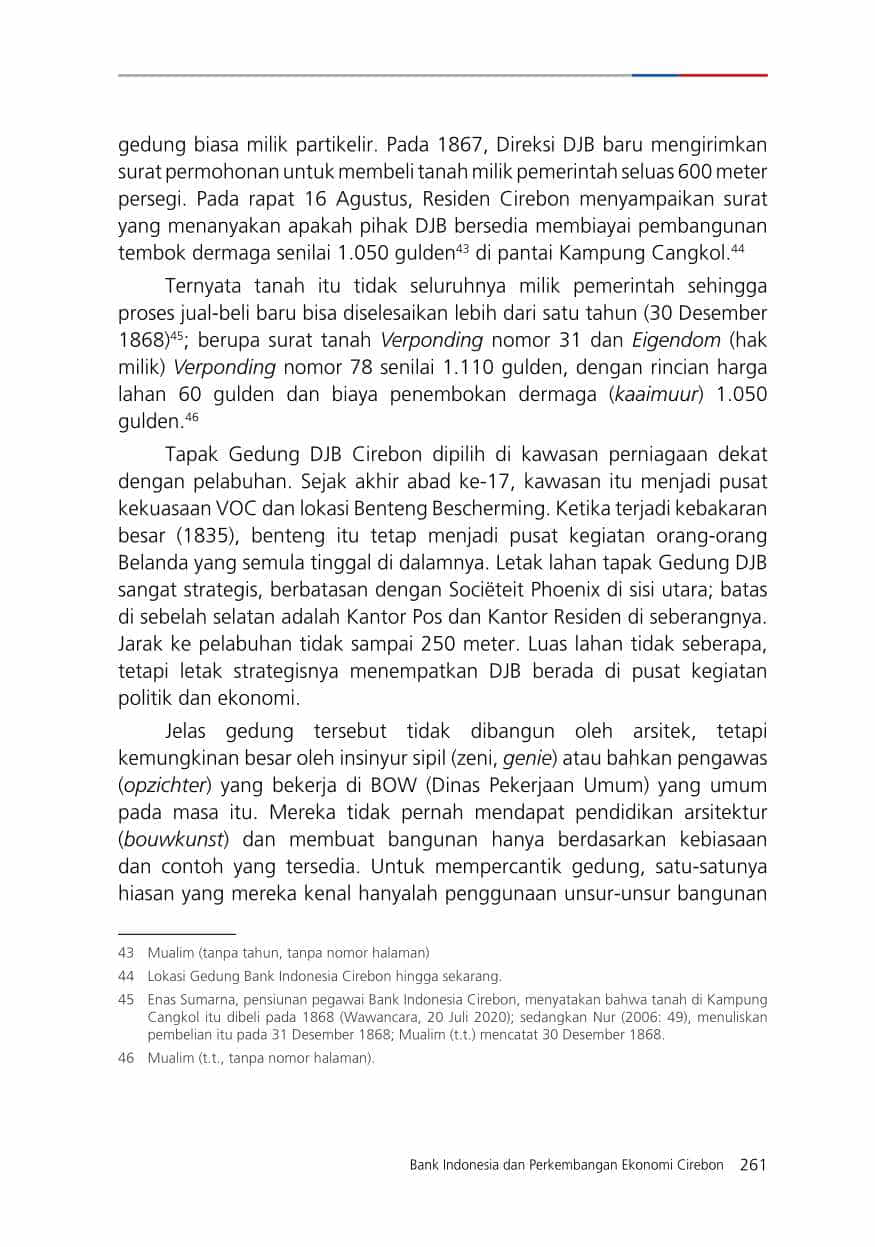 gedung biasa milik partikelir. Pada 1867, Direksi DJB baru mengirimkan
surat permohonan untuk membeli tanah milik pemerintah seluas 600 meter
persegi. Pada rapat 16 Agustus, Residen Cirebon menyampaikan surat
yang menanyakan apakah pihak DJB bersedia membiayai pembangunan
tembok dermaga senilai 1.050 gulden⁴³ di pantai Kampung Cangkol.⁴⁴
Ternyata tanah itu tidak seluruhnya milik pemerintah sehingga
proses jual-beli baru bisa diselesaikan lebih dari satu tahun (30 Desember
1868)⁴⁵; berupa surat tanah Verponding nomor 31 dan Eigendom (hak
milik) Verponding nomor 78 senilai 1.110 gulden, dengan rincian harga
lahan 60 gulden dan biaya penembokan dermaga (kaaimuur) 1.050
gulden.⁴⁶
Tapak Gedung DJB Cirebon dipilih di kawasan perniagaan dekat
dengan pelabuhan. Sejak akhir abad ke-17, kawasan itu menjadi pusat
kekuasaan VOC dan lokasi Benteng Bescherming. Ketika terjadi kebakaran
besar (1835), benteng itu tetap menjadi pusat kegiatan orang-orang
Belanda yang semula tinggal di dalamnya. Letak lahan tapak Gedung DJB
sangat strategis, berbatasan dengan Sociëteit Phoenix di sisi utara; batas
di sebelah selatan adalah Kantor Pos dan Kantor Residen di seberangnya.
Jarak ke pelabuhan tidak sampai 250 meter. Luas lahan tidak seberapa,
tetapi letak strategisnya menempatkan DJB berada di pusat kegiatan
politik dan ekonomi.
Jelas gedung tersebut tidak dibangun oleh arsitek, tetapi
kemungkinan besar oleh insinyur sipil (zeni, genie) atau bahkan pengawas
(opzichter) yang bekerja di BOW (Dinas Pekerjaan Umum) yang umum
pada masa itu. Mereka tidak pernah mendapat pendidikan arsitektur
(bouwkunst) dan membuat bangunan hanya berdasarkan kebiasaan
dan contoh yang tersedia. Untuk mempercantik gedung, satu-satunya
hiasan yang mereka kenal hanyalah penggunaan unsur-unsur bangunan
43 Mualim (tanpa tahun, tanpa nomor halaman)
44 Lokasi Gedung Bank Indonesia Cirebon hingga sekarang.
45 Enas Sumarna, pensiunan pegawai Bank Indonesia Cirebon, menyatakan bahwa tanah di Kampung
Cangkol itu dibeli pada 1868 (Wawancara, 20 Juli 2020); sedangkan Nur (2006: 49), menuliskan
pembelian itu pada 31 Desember 1868; Mualim (t.t.) mencatat 30 Desember 1868.
46 Mualim (t.t., tanpa nomor halaman).
Bank Indonesia dan Perkembangan Ekonomi Cirebon 261